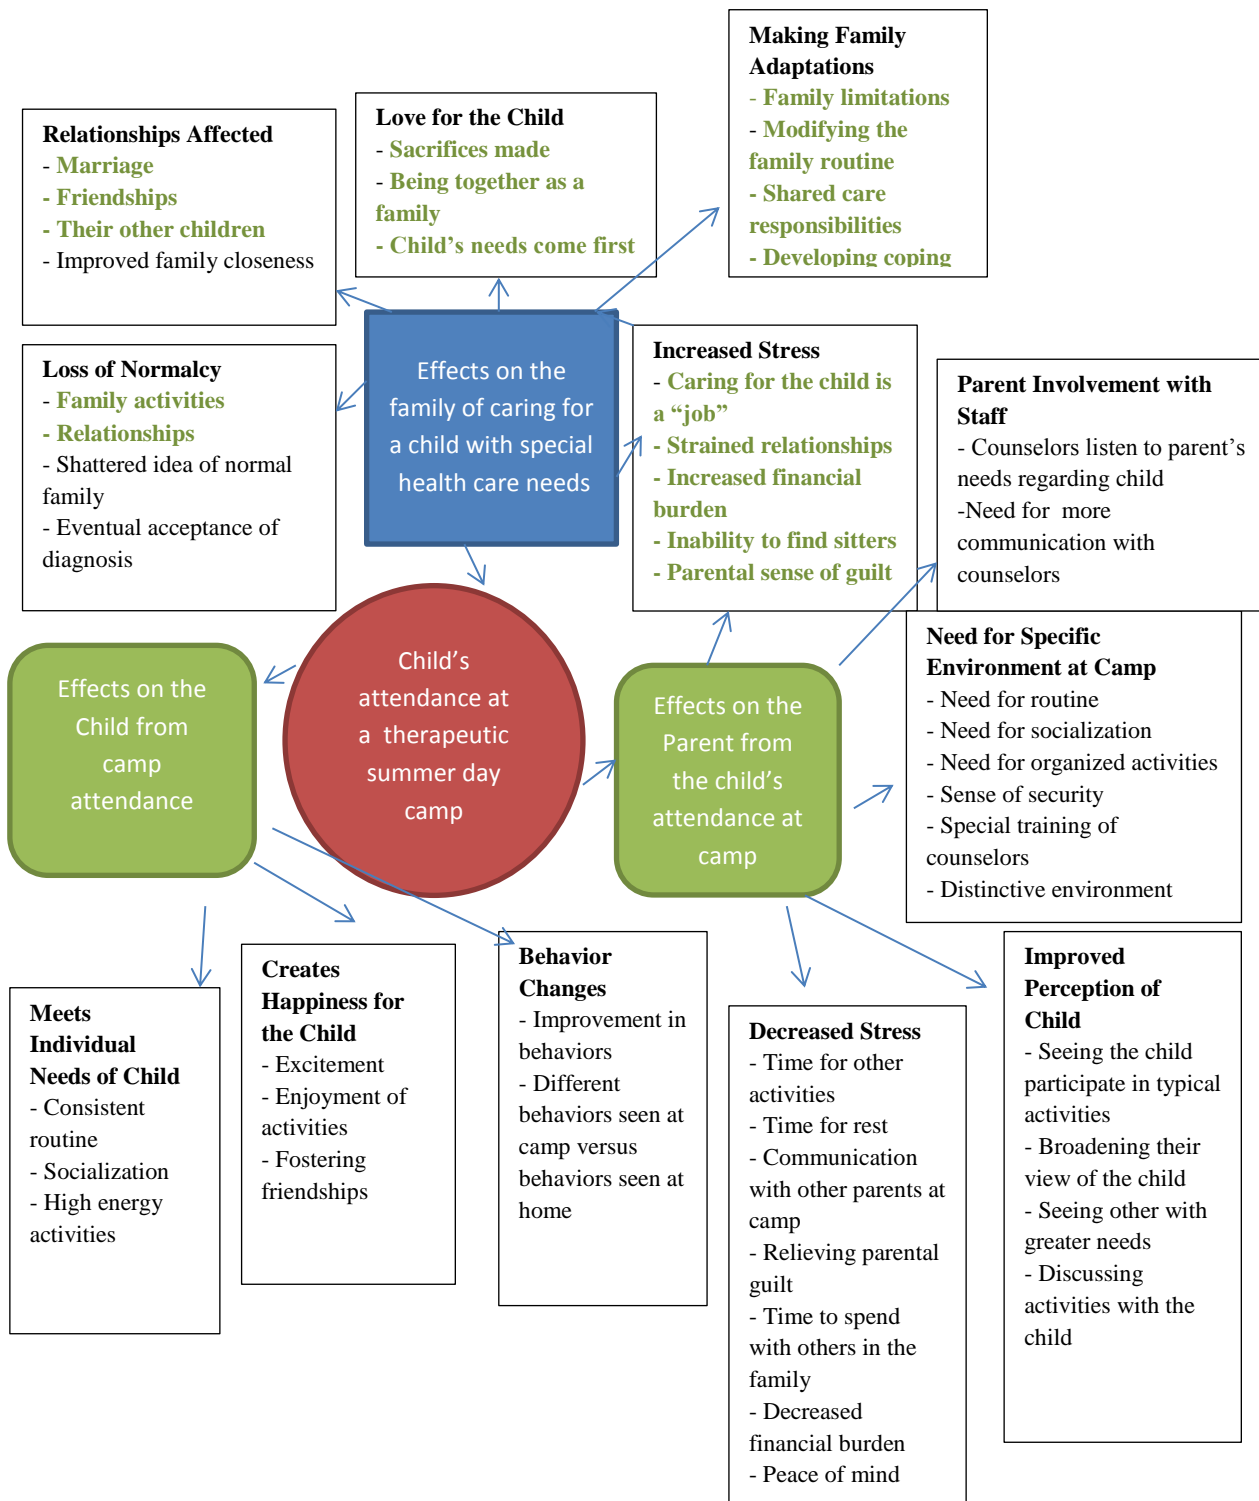 Making Family
Adaptations
- Family limitations
- Modifying the
family routine
- Shared care
responsibilities
- Developing coping
Love for the Child
- Sacrifices made
- Being together as a
family
- Child’s needs come first
Relationships Affected
- Marriage
- Friendships
- Their other children
- Improved family closeness
Loss of Normalcy
- Family activities
- Relationships
- Shattered idea of normal
family
- Eventual acceptance of
diagnosis
Effects on the
family of caring for
a child with special
health care needs
Increased Stress
- Caring for the child is
a “job”
- Strained relationships
- Increased financial
burden
- Inability to find sitters
- Parental sense of guilt
Parent Involvement with
Staff
- Counselors listen to parent’s
needs regarding child
-Need for  more
communication with
counselors
Need for Specific
Environment at Camp
- Need for routine
- Need for socialization
- Need for organized activities
- Sense of security
- Special training of
counselors
- Distinctive environment
Effects on the
Child from
camp
attendance
Child’s
attendance at
a  therapeutic
summer day
camp
Effects on the
Parent from
the child’s
attendance at
camp
Meets
Individual
Needs of Child
- Consistent
routine
- Socialization
- High energy
activities
Creates
Happiness for
the Child
- Excitement
- Enjoyment of
activities
- Fostering
friendships
Behavior
Changes
- Improvement in
behaviors
- Different
behaviors seen at
camp versus
behaviors seen at
home
Decreased Stress
- Time for other
activities
- Time for rest
- Communication
with other parents at
camp
- Relieving parental
guilt
- Time to spend
with others in the
family
- Decreased
financial burden
- Peace of mind
Improved
Perception of
Child
- Seeing the child
participate in typical
activities
- Broadening their
view of the child
- Seeing other with
greater needs
- Discussing
activities with the
child